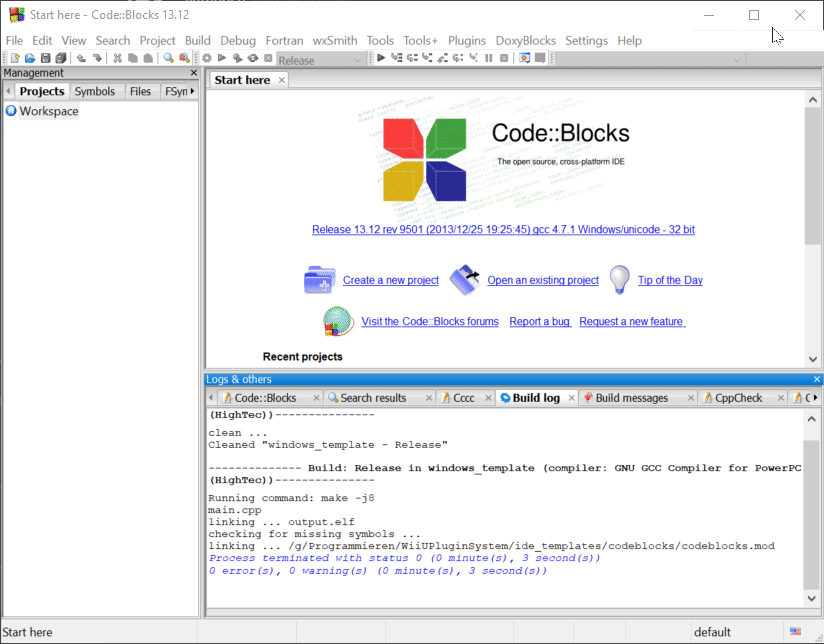 Start here - Code::Blocks 13.12
File Edit View Search Project Build Debug Fortran wxSmith Tools Tools+ Plugins DoxyBlocks Settings Help
Release
Management
Projects Symbols Files FSyn
Workspace
Start here
Code::Blocks
The open source, cross-platform IDE
Release 13.12 rev 9501 (2013/12/25 19:25:45) gcc 4.7.1 Windows/unicode - 32 bit
Create a new project Open an existing project Tip of the Day
Visit the Code::Blocks forums Report a bug Request a new feature
Recent projects
Logs & others
Code::Blocks Search results Cccc Build log Build messages CppCheck
(HighTec))---------------
clean ...
Cleaned "windows_template - Release"
-------------- Build: Release in windows_template (compiler: GNU GCC Compiler for PowerPC
(HighTec))---------------
Running command: make -j8
main.cpp
linking ... output.elf
checking for missing symbols ...
linking ... /g/Programmieren/WiiUPluginSystem/ide_templates/codeblocks/codeblocks.mod
Process terminated with status 0 (0 minute(s), 3 second(s))
0 error(s), 0 warning(s) (0 minute(s), 3 second(s))
Start here default